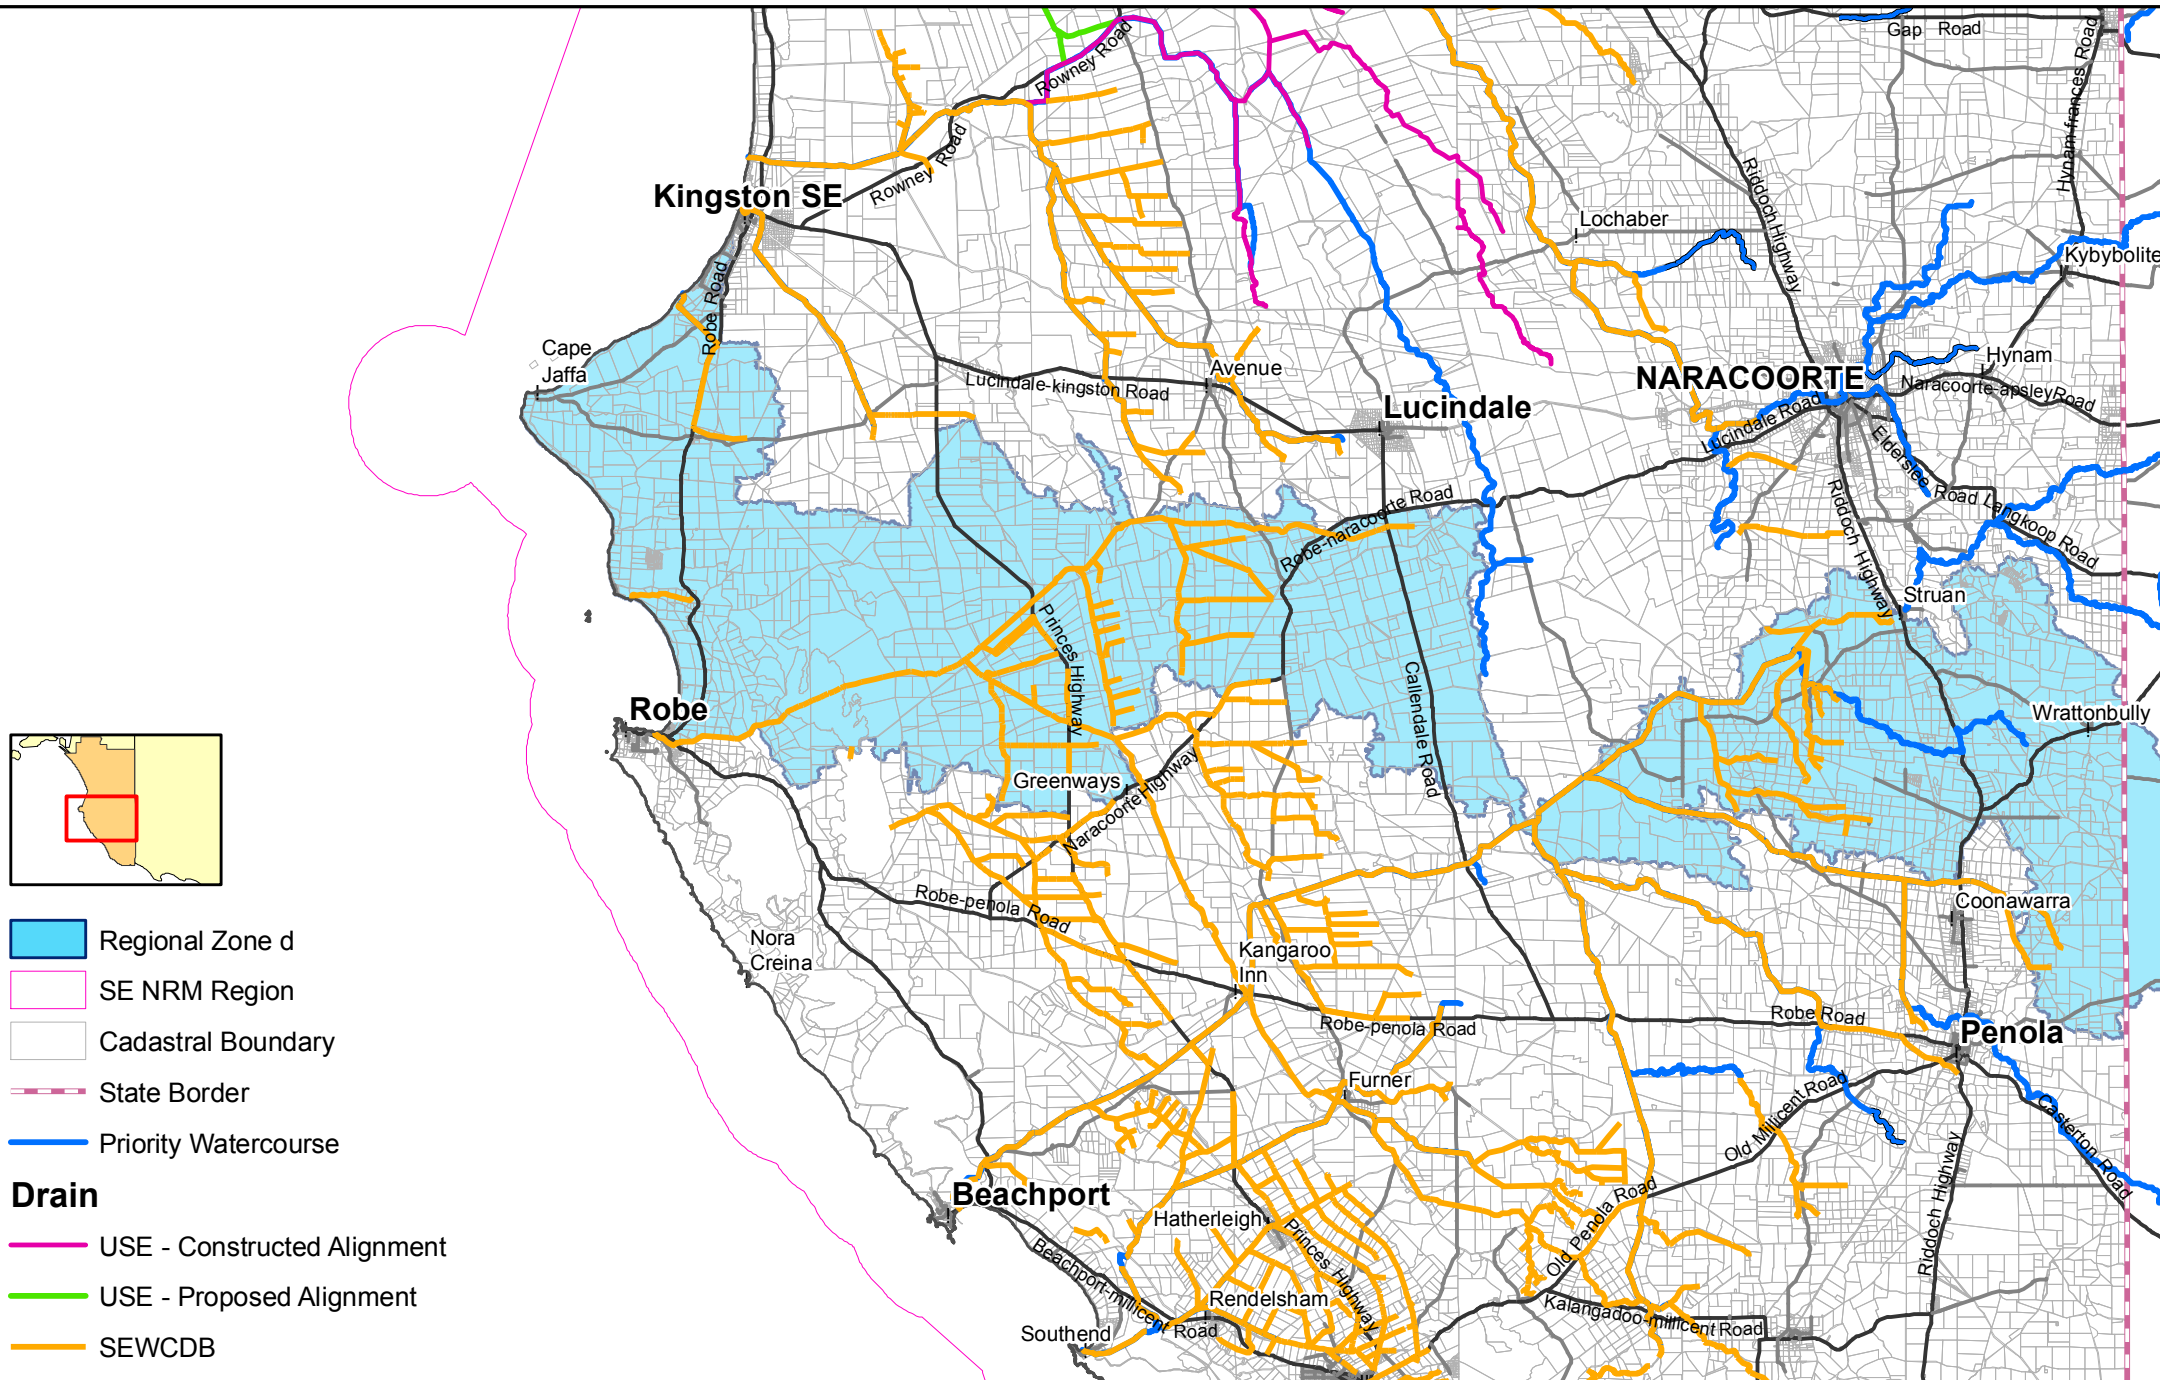 Gap Road
Hynam-frances Road
Rowney Road
Rowney Road
Kingston SE
Riddoch Highway
Lochaber
Kybybolite
Robe Road
Cape
Jaffa
Avenue
Hynam
Lucindale-kingston Road
NARACOORTE
Naracoorte-apsley Road
Lucindale
Lucindale Road
Elderslee Road
Langkoop Road
Robe-naracoorte Road
Riddoch Highway
Struan
Princes Highway
Callendale Road
Robe
Wrattonbully
Greenways
Naracoorte Highway
Robe-penola Road
Coonawarra
Nora
Creina
Kangaroo
Inn
Robe-penola Road
Robe Road
Penola
Furner
Old Millicent Road
Casterton Road
Riddoch Highway
Beachport
Hatherleigh
Old Penola Road
Princes Highway
Beachport-millicent Road
Rendelsham
Kalangadoo-millicent Road
Southend
Regional Zone d
SE NRM Region
Cadastral Boundary
State Border
Priority Watercourse
Drain
USE - Constructed Alignment
USE - Proposed Alignment
SEWCDB